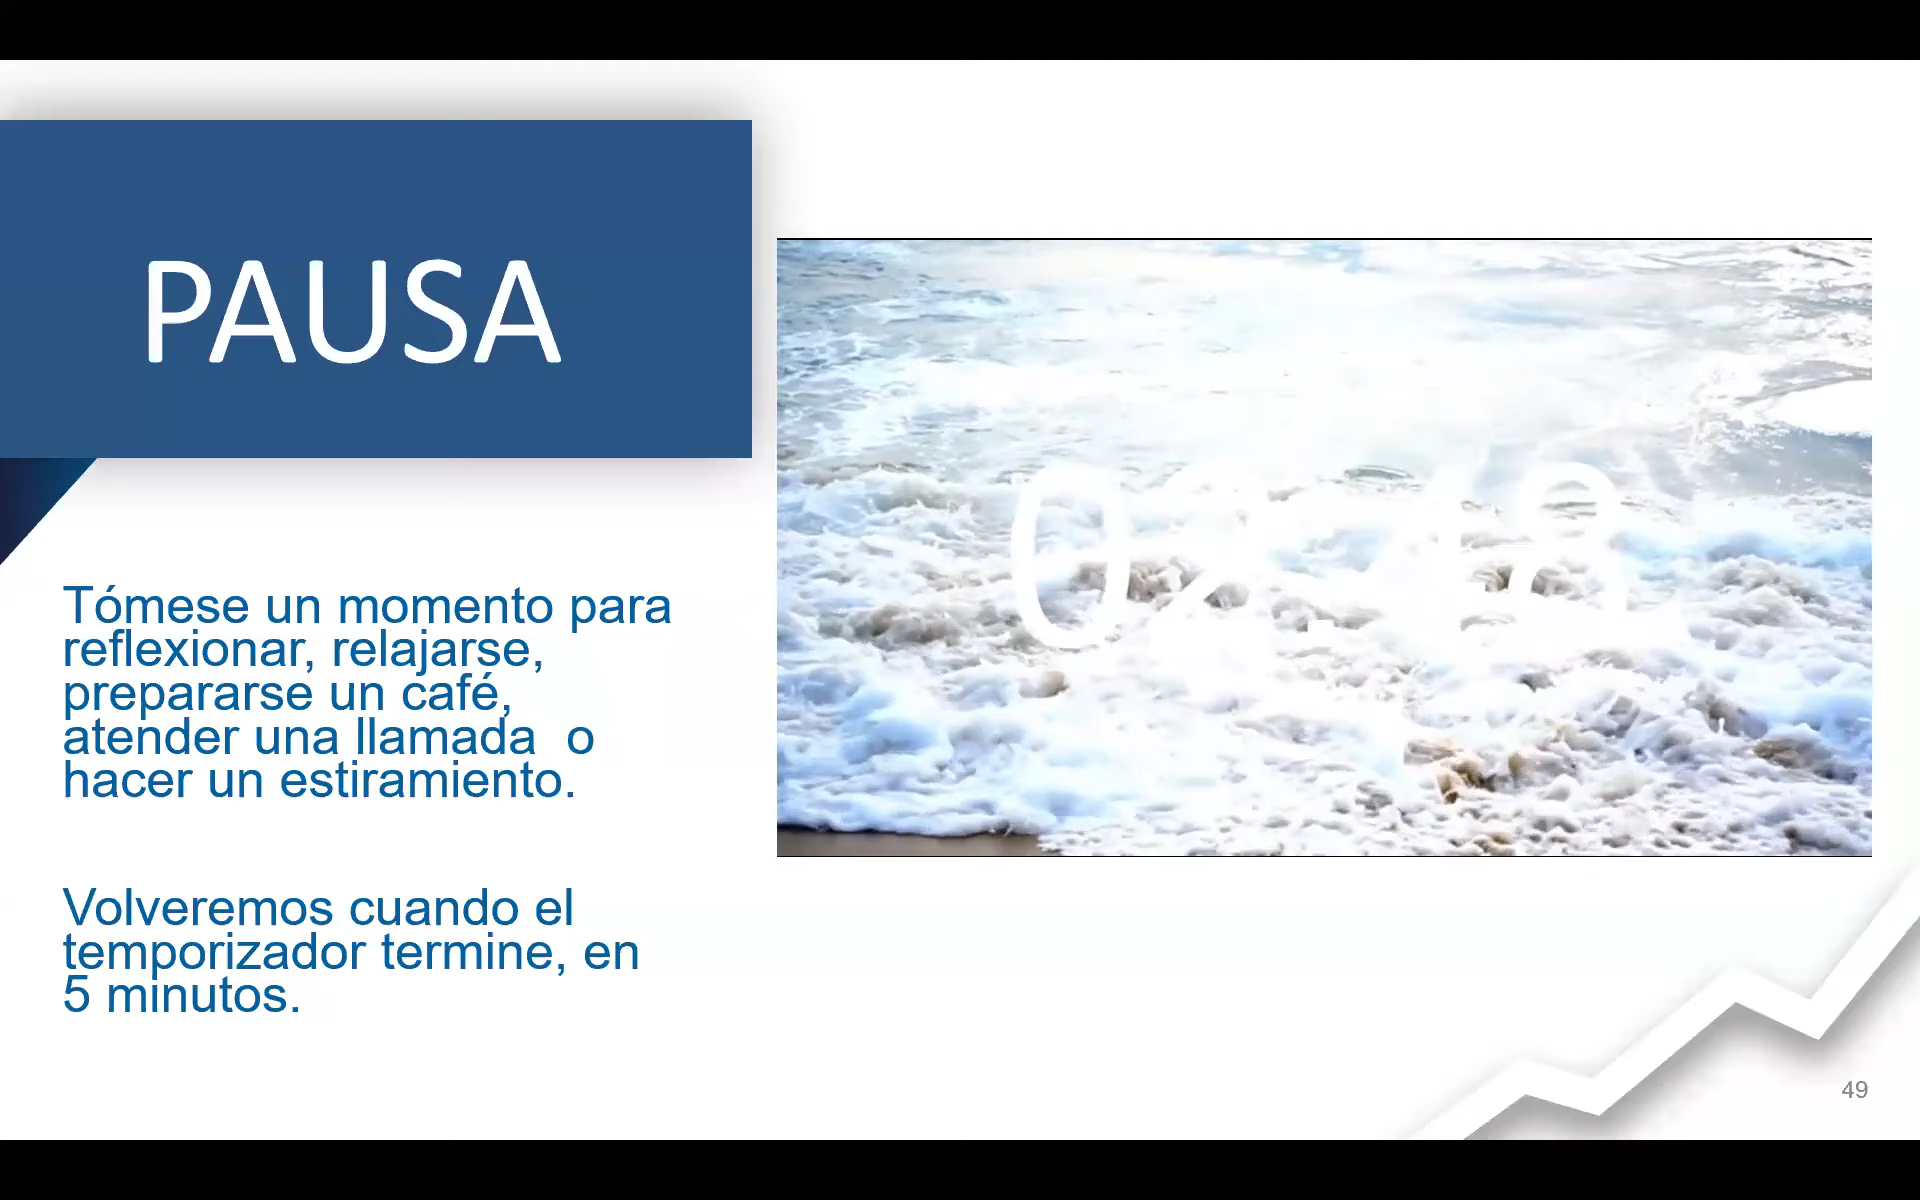 PAUSA
Tómese un momento para
reflexionar, relajarse,
prepararse un café,
atender una llamada  o
hacer un estiramiento.
Volveremos cuando el
temporizador termine, en
5 minutos.
49